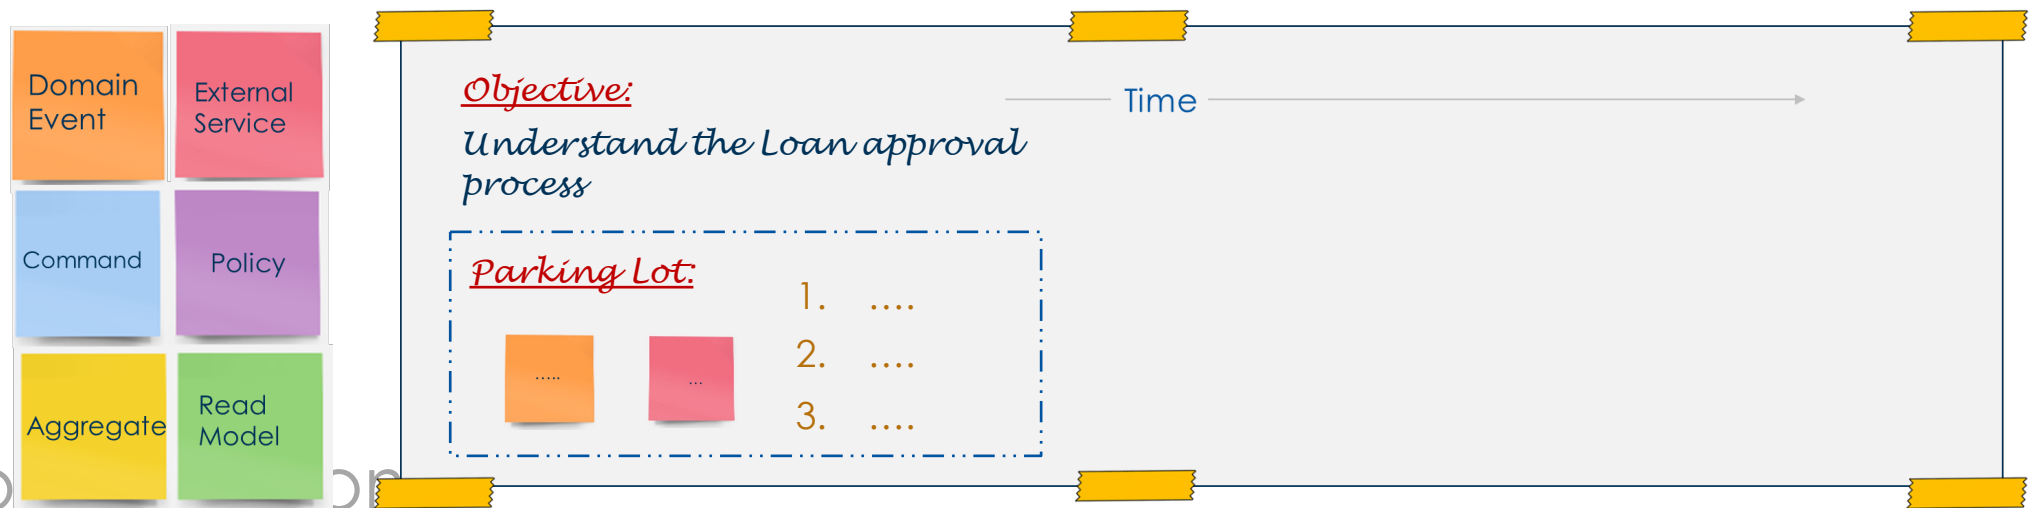 Domain
Event
External
Service
Command
Policy
Aggregate
Read
Model
Objective:
Understand the Loan approval
process
Time
Parking Lot:
.....
...
1. ....
2. ....
3. ....